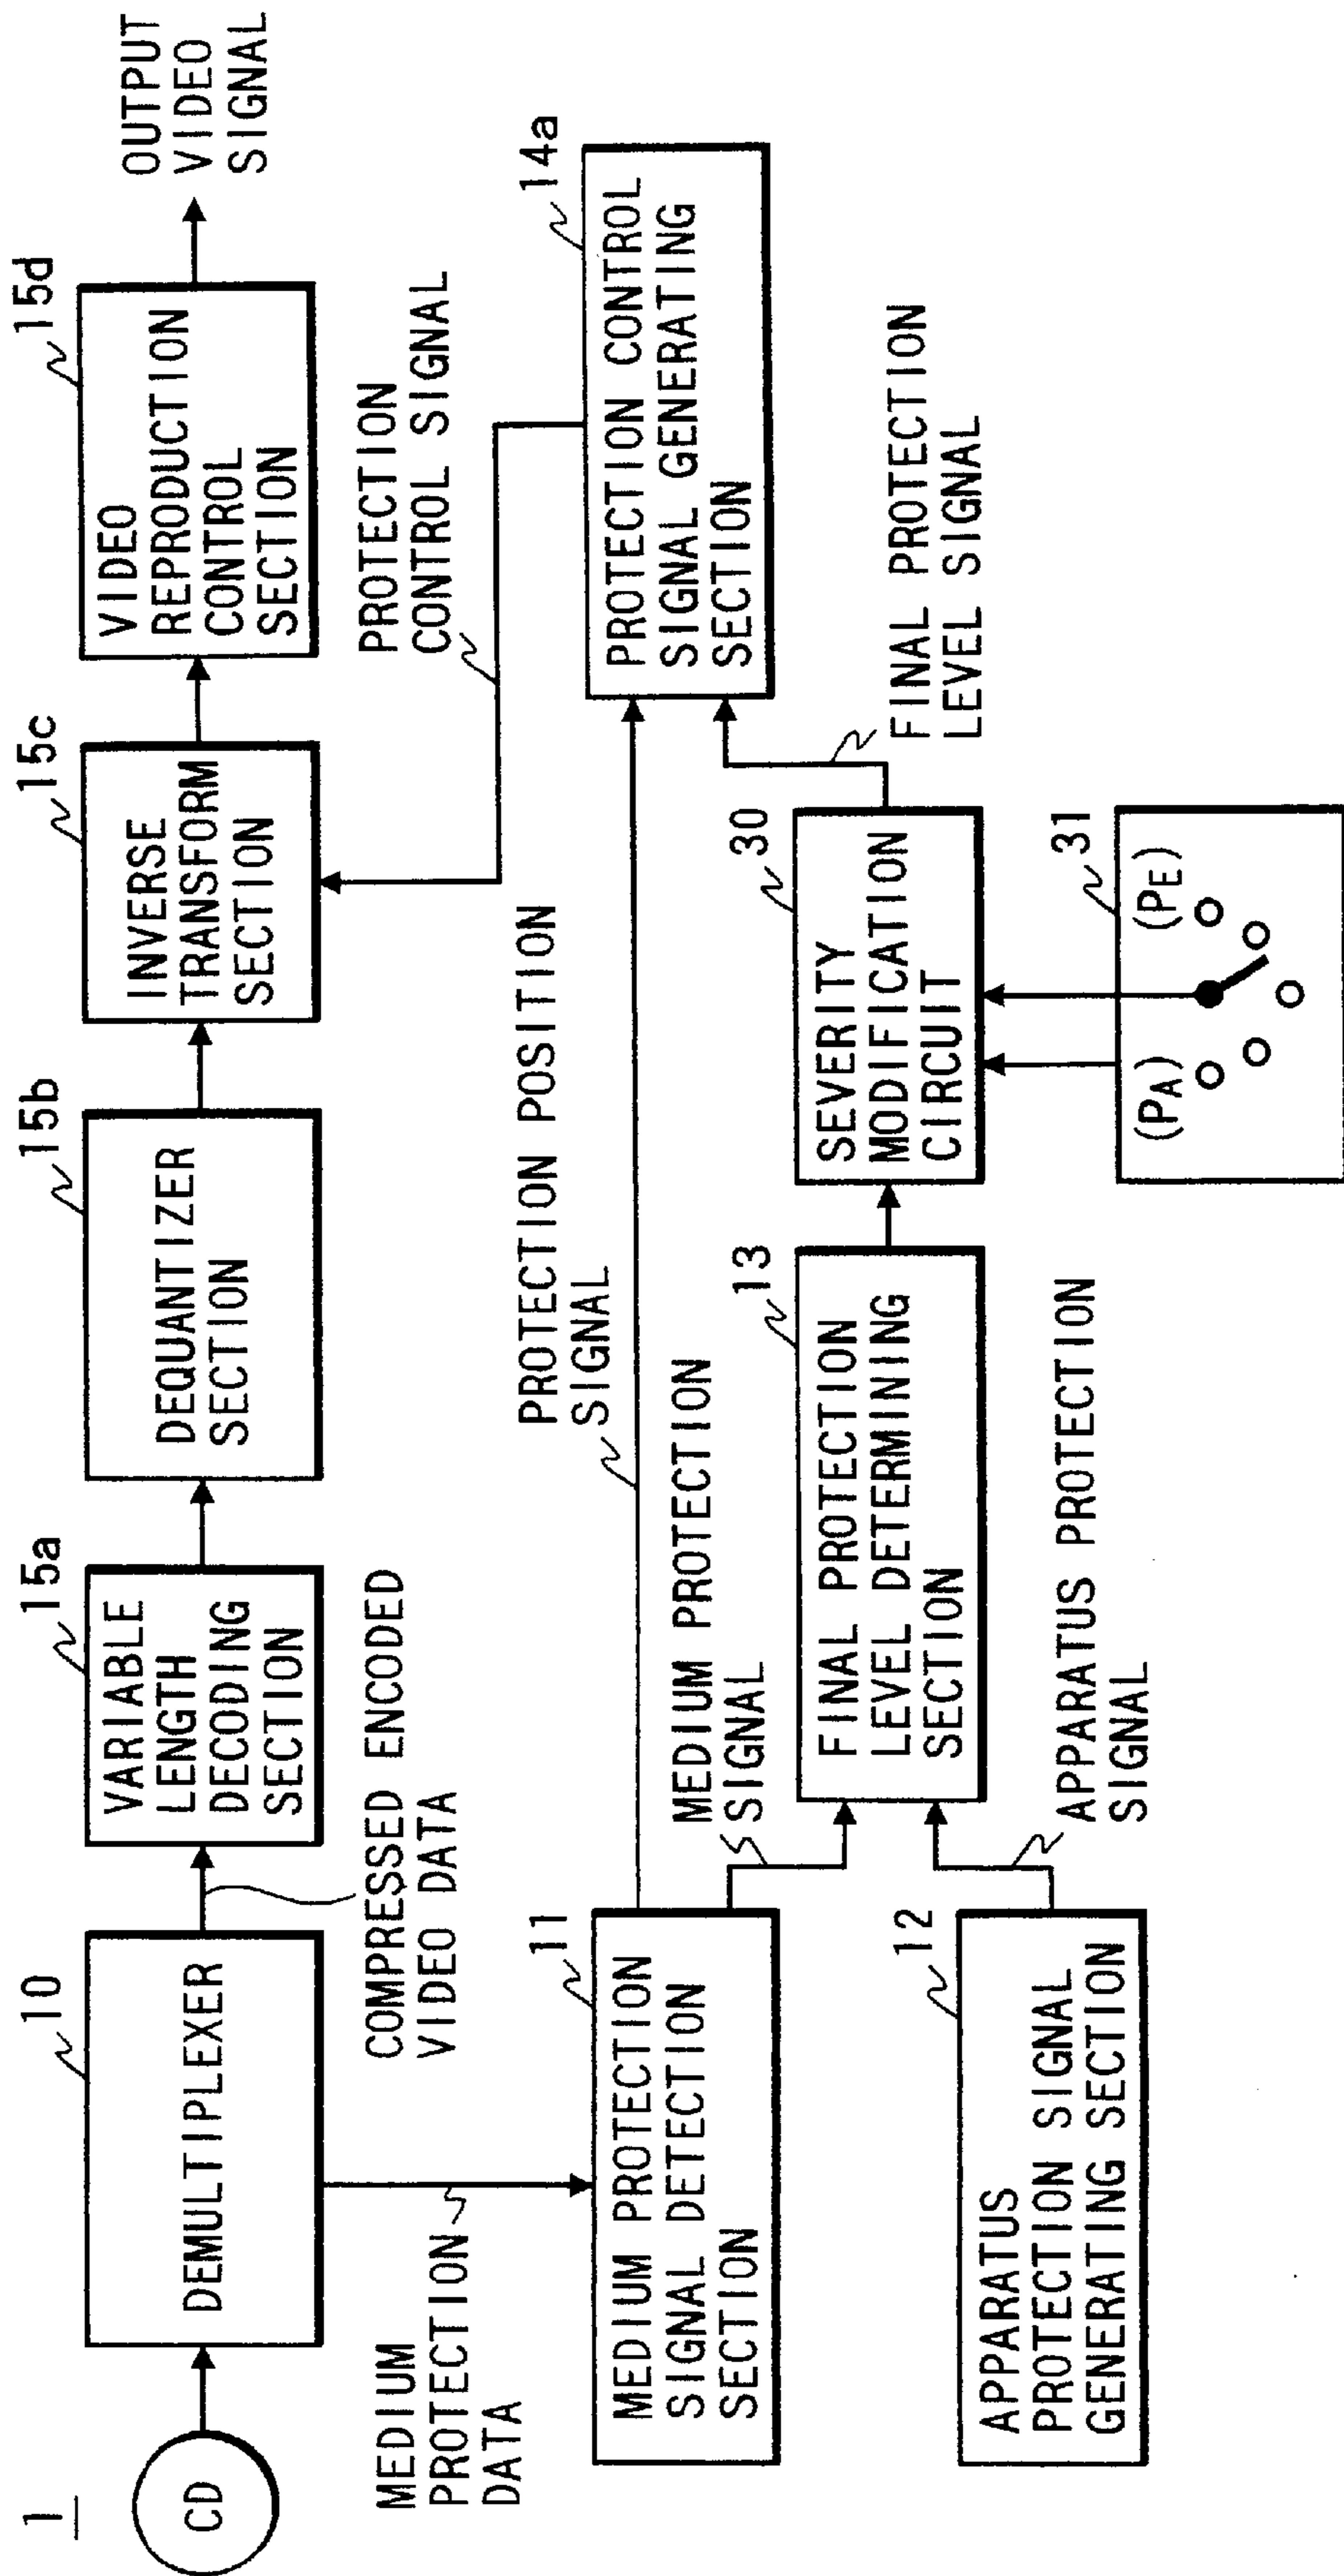 1
CD
10
DEMULTIPLEXER
COMPRESSED ENCODED
VIDEO DATA
15a
VARIABLE
LENGTH
DECODING
SECTION
15b
DEQUANTIZER
SECTION
15c
INVERSE
TRANSFORM
SECTION
15d
VIDEO
REPRODUCTION
CONTROL
SECTION
OUTPUT
VIDEO
SIGNAL
MEDIUM
PROTECTION
DATA
PROTECTION
CONTROL SIGNAL
11
MEDIUM PROTECTION
SIGNAL DETECTION
SECTION
PROTECTION POSITION
SIGNAL
14a
PROTECTION CONTROL
SIGNAL GENERATING
SECTION
MEDIUM PROTECTION
SIGNAL
13
FINAL PROTECTION
LEVEL DETERMINING
SECTION
30
SEVERITY
MODIFICATION
CIRCUIT
FINAL PROTECTION
LEVEL SIGNAL
12
APPARATUS
PROTECTION SIGNAL
GENERATING SECTION
APPARATUS PROTECTION
SIGNAL
31
(PA)
(PE)